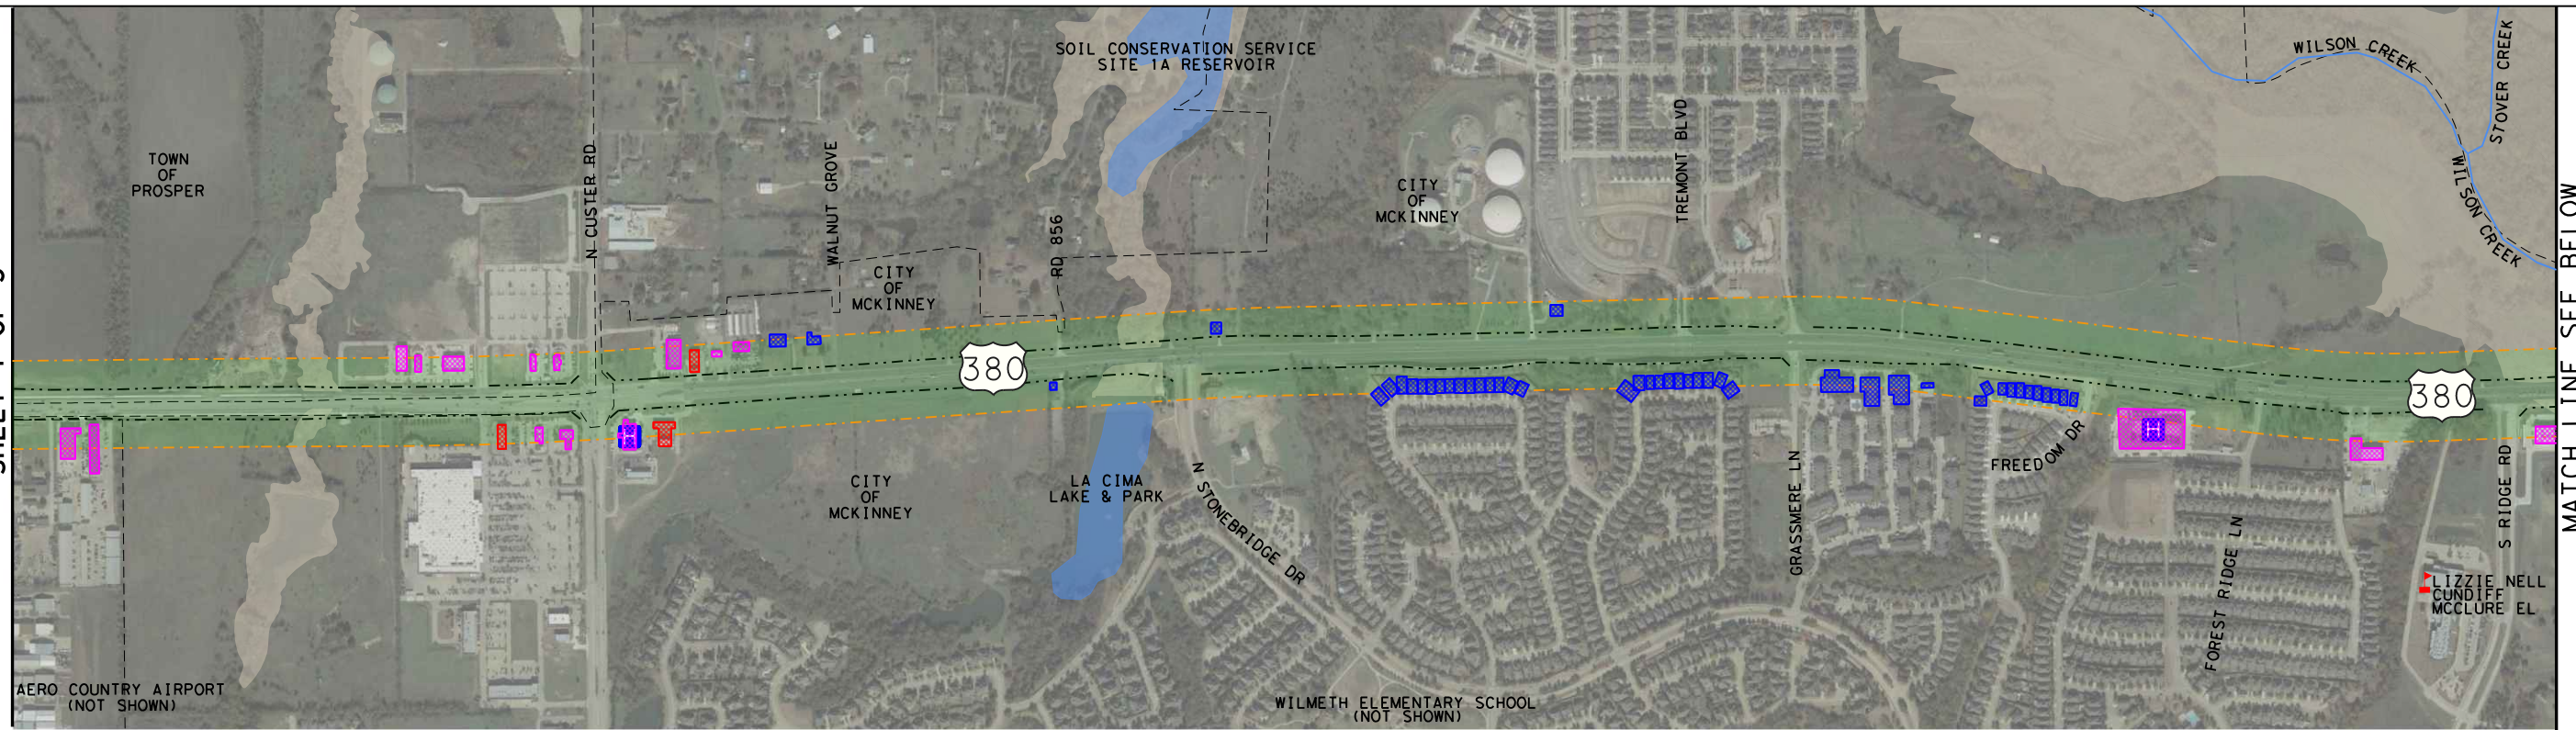 SOIL CONSERVATION SERVICE
SITE 1A RESERVOIR
WILSON CREEK
STOVER CREEK
TOWN
OF
PROSPER
N CUSTER RD
WALNUT GROVE
RD 856
CITY
OF
MCKINNEY
TREMONT BLVD
WILSON CREEK
CITY
OF
MCKINNEY
380
380
CITY
OF
MCKINNEY
LA CIMA
LAKE & PARK
N STONEBRIDGE DR
GRASSMERE LN
FREEDOM DR
FOREST RIDGE LN
S RIDGE RD
LIZZIE NELL
CUNDIFF
MCCLURE EL
AERO COUNTRY AIRPORT
(NOT SHOWN)
WILMETH ELEMENTARY SCHOOL
(NOT SHOWN)
MATCH LINE SEE BELOW